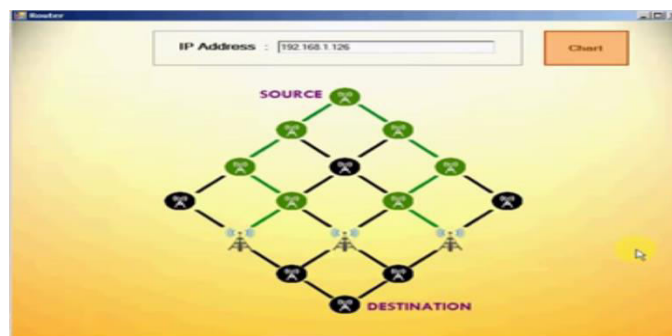 Router
IP Address : 192.168.1.126
Chart
SOURCE
DESTINATION